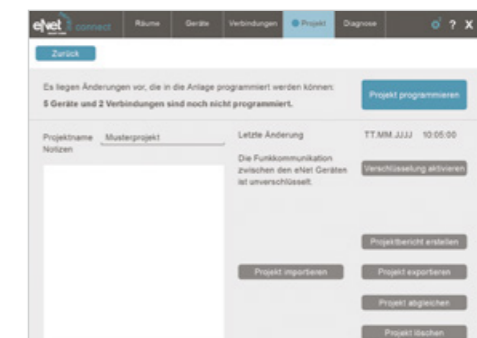 eNet connect Räume Geräte Verbindungen Projekt Diagnose ? X
Zurück
Es liegen Änderungen vor, die in die Anlage programmiert werden können:
5 Geräte und 2 Verbindungen sind noch nicht programmiert.
Projekt programmieren
Projektname Musterprojekt
Notizen
Letzte Änderung TT.MM.JJJJ 10:05:00
Die Funkkommunikation
zwischen den eNet Geräten
ist unverschlüsselt.
Verschlüsselung aktivieren
Projektbericht erstellen
Projekt importieren Projekt exportieren
Projekt abgleichen
Projekt löschen